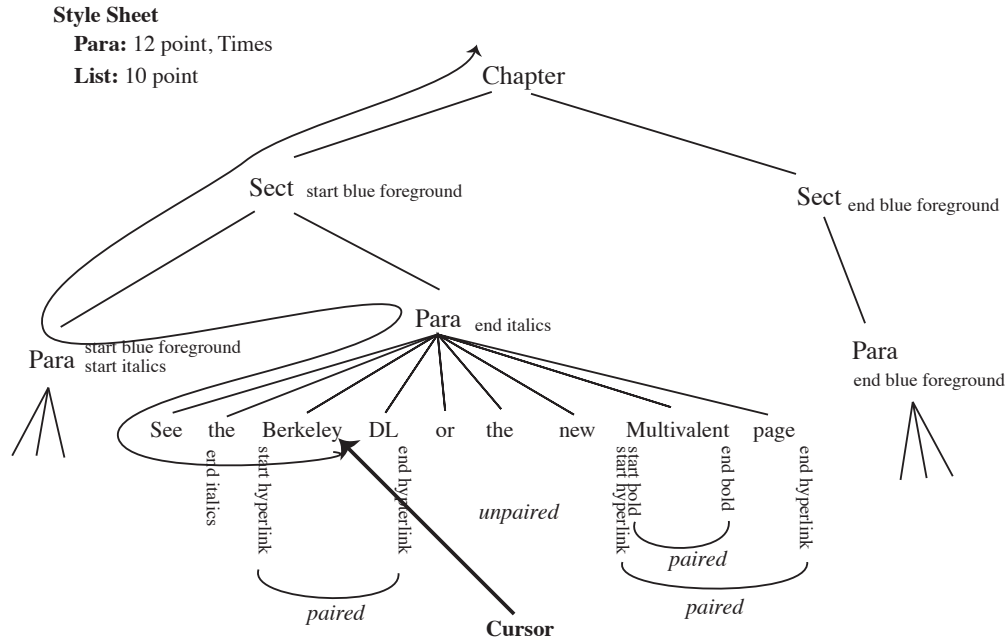 Style Sheet
Para: 12 point, Times
List: 10 point
Chapter
Sect start blue foreground
Sect end blue foreground
Para end italics
Para start blue foreground
start italics
Para
end blue foreground
See the Berkeley DL or the new Multivalent page
end italics
start hyperlink
end hyperlink
unpaired
start hyperlink
start bold
end bold
end hyperlink
paired
paired
paired
Cursor